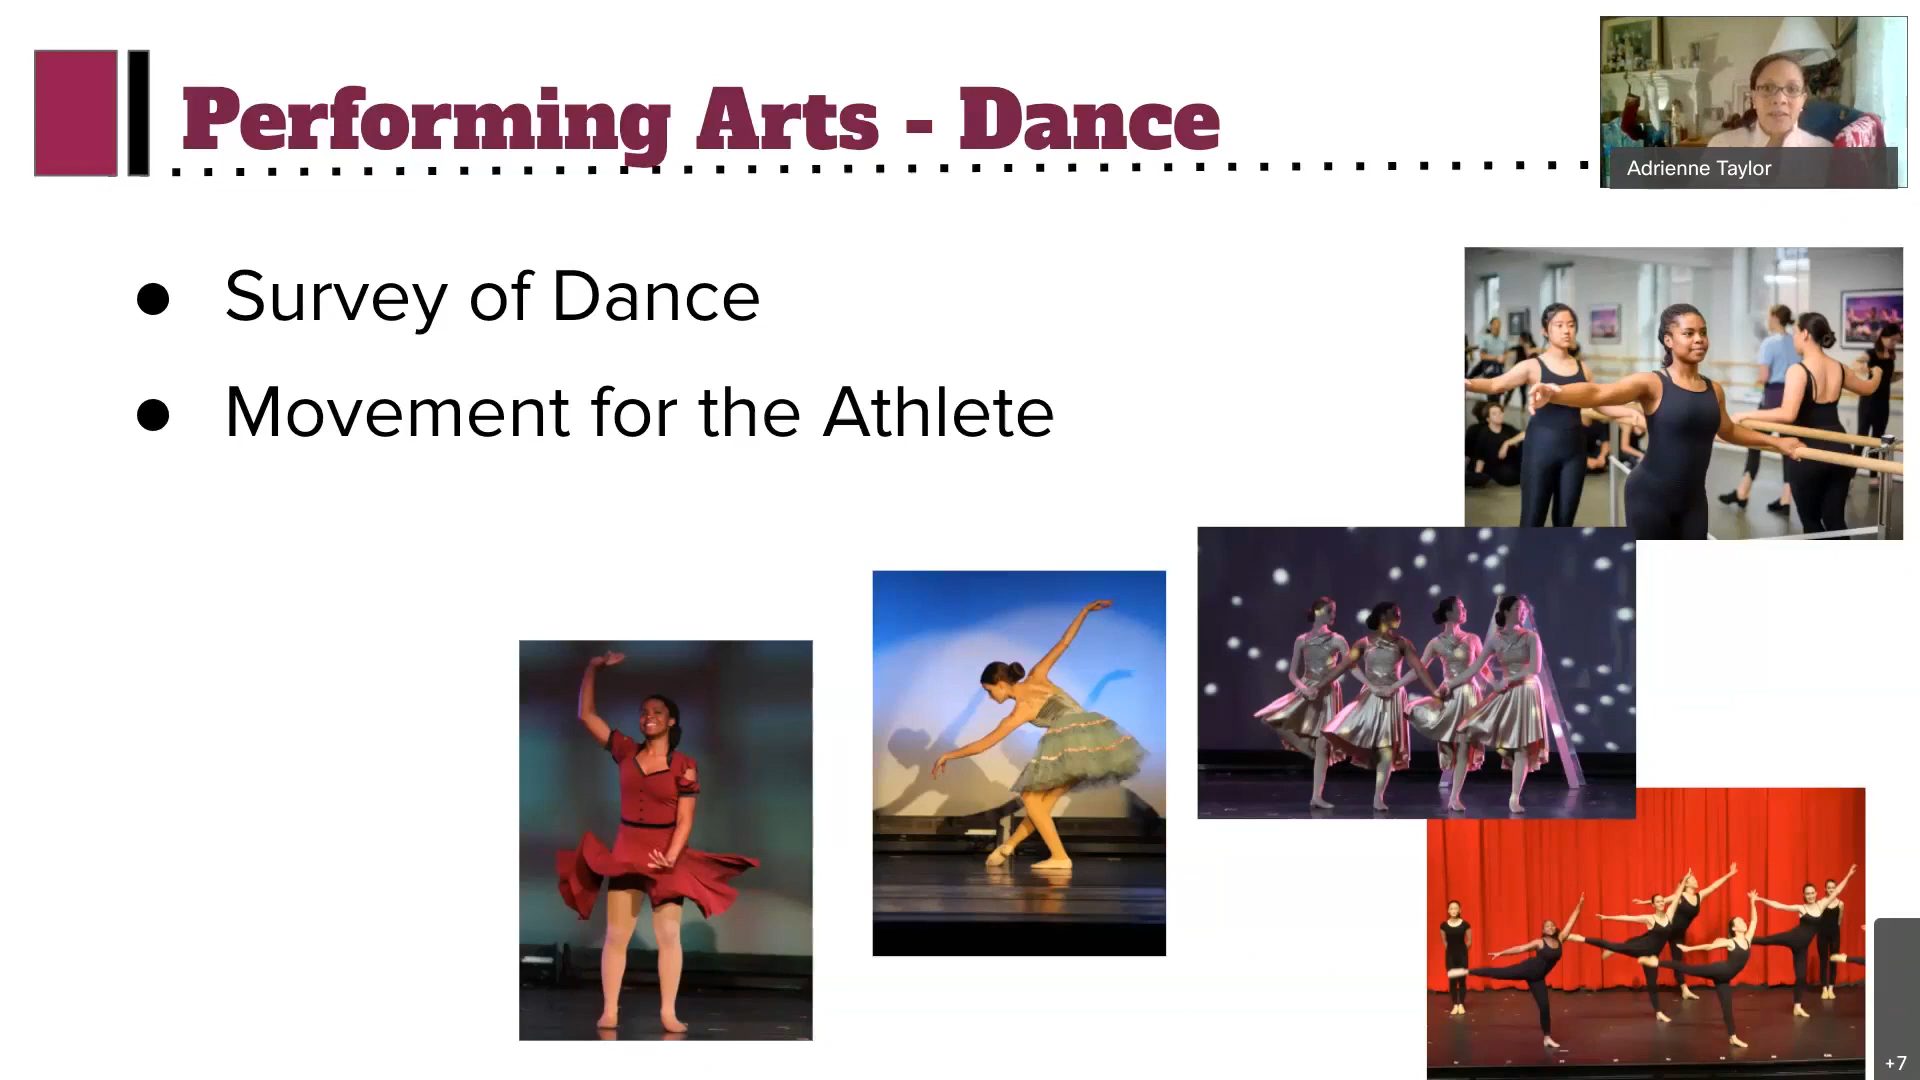 Performing Arts - Dance
Adrienne Taylor
● Survey of Dance
● Movement for the Athlete
+7